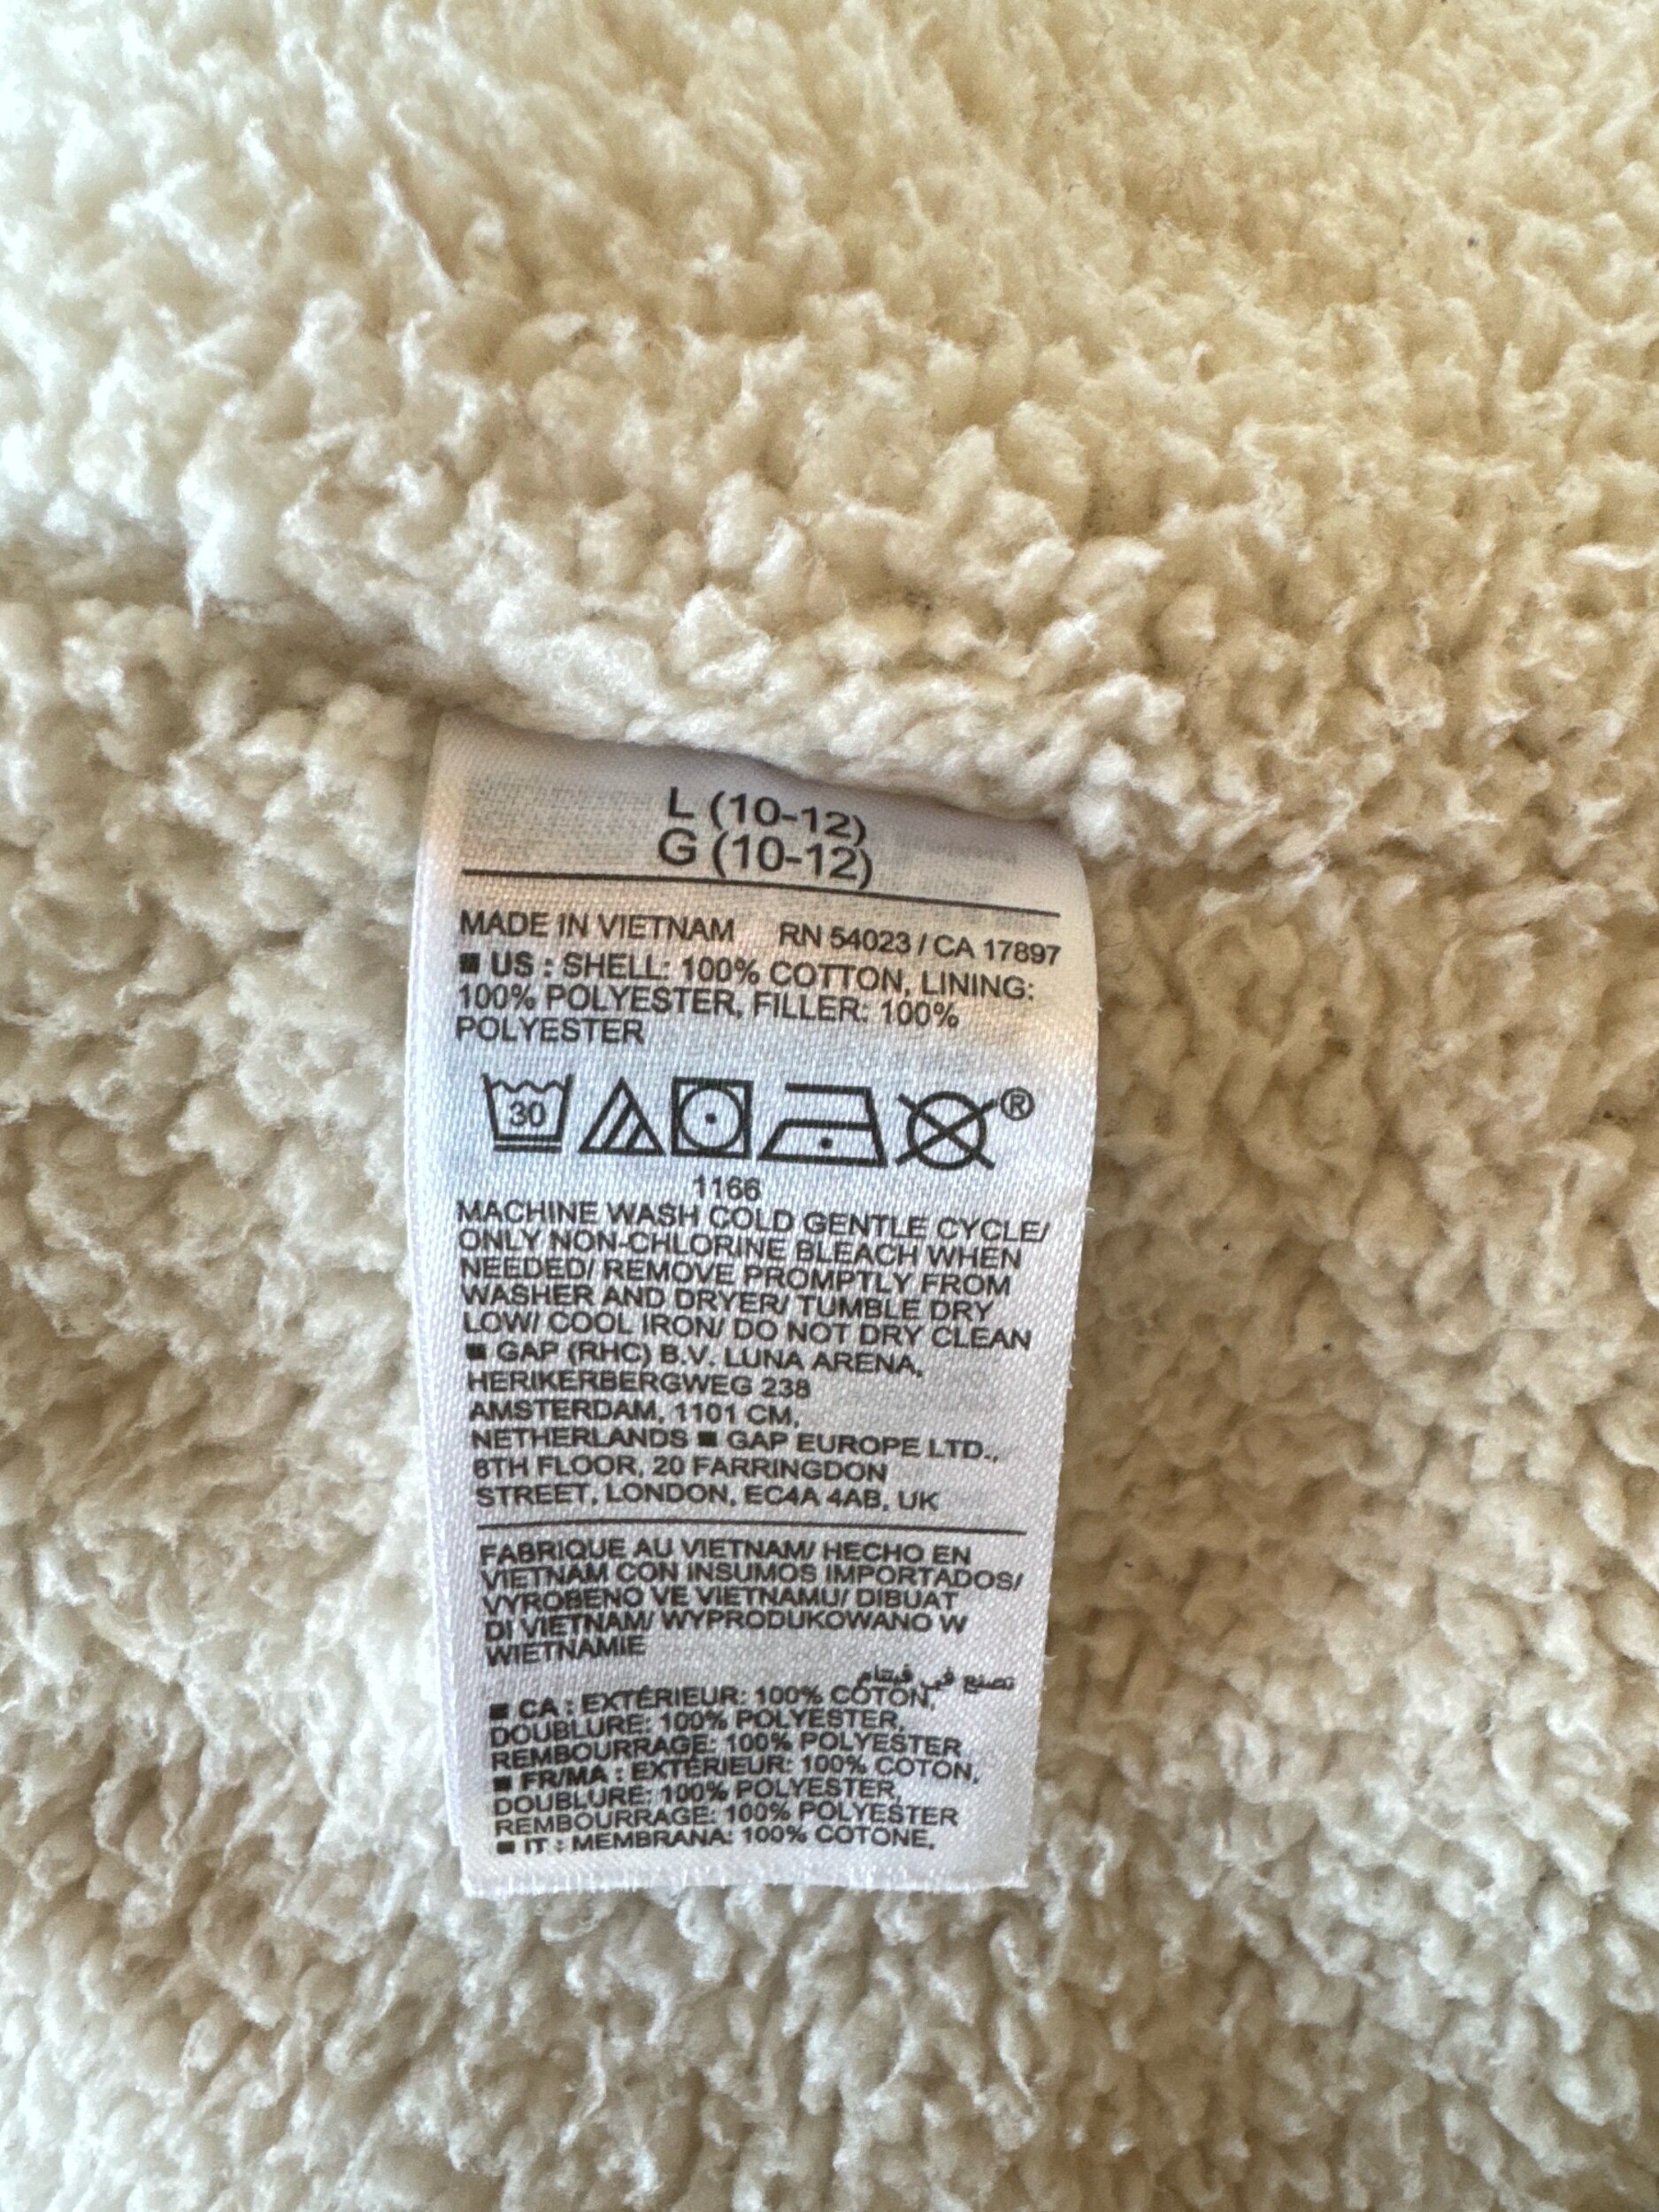 L (10-12)
G (10-12)
MADE IN VIETNAM RN 54023 / CA 17897
■ US : SHELL: 100% COTTON, LINING:
100% POLYESTER, FILLER: 100%
POLYESTER
30
®
1166
MACHINE WASH COLD GENTLE CYCLE/
ONLY NON-CHLORINE BLEACH WHEN
NEEDED/ REMOVE PROMPTLY FROM
WASHER AND DRYER/ TUMBLE DRY
LOW/ COOL IRON/ DO NOT DRY CLEAN
■ GAP (RHC) B.V. LUNA ARENA,
HERIKERBERGWEG 238
AMSTERDAM, 1101 CM,
NETHERLANDS ■ GAP EUROPE LTD.,
6TH FLOOR, 20 FARRINGDON
STREET, LONDON, EC4A 4AB, UK
FABRIQUE AU VIETNAM/ HECHO EN
VIETNAM CON INSUMOS IMPORTADOS/
VYROBENO VE VIETNAMU/ DIBUAT
DI VIETNAM/ WYPRODUKOWANO W
WIETNAMIE
تصنيع في فيتنام
■ CA : EXTÉRIEUR: 100% COTON,
DOUBLURE: 100% POLYESTER,
REMBOURRAGE: 100% POLYESTER
■ FR/MA : EXTÉRIEUR: 100% COTON,
DOUBLURE: 100% POLYESTER,
REMBOURRAGE: 100% POLYESTER
■ IT : MEMBRANA: 100% COTONE,